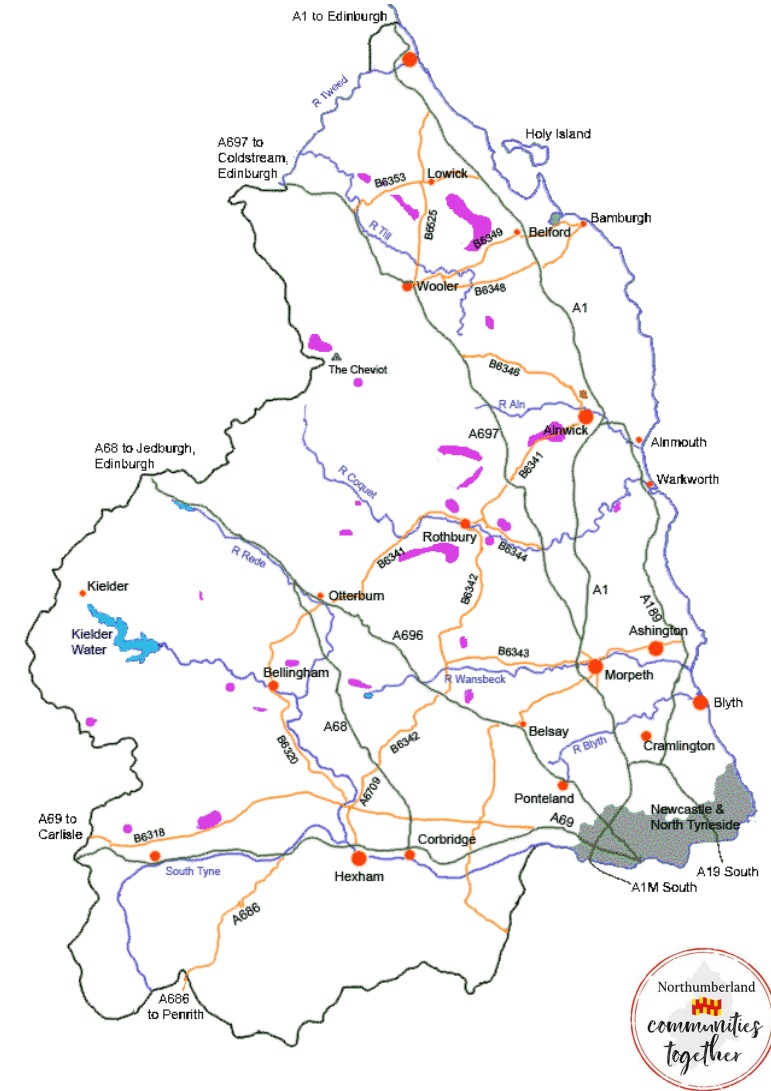 A1 to Edinburgh
R Tweed
Holy Island
A697 to
Coldstream,
Edinburgh
B6353
Lowick
B6525
R Till
B6349
Belford
Bamburgh
Wooler
B6348
A1
The Cheviot
B6346
R Aln
A697
Alnwick
Alnmouth
B6341
A68 to Jedburgh,
Edinburgh
R Coquet
Warkworth
Rothbury
B6344
R Rede
B6341
B6342
Kielder
Otterburn
A1
A189
Kielder
Water
A696
Ashington
B6343
Bellingham
R Wansbeck
Morpeth
Blyth
A68
B6320
B6342
Belsay
R Blyth
Cramlington
A6709
Ponteland
Newcastle &
North Tyneside
A69 to
Carlisle
B6318
Corbridge
A69
South Tyne
Hexham
A19 South
A1M South
A686
A686
to Penrith
Northumberland
communities
together